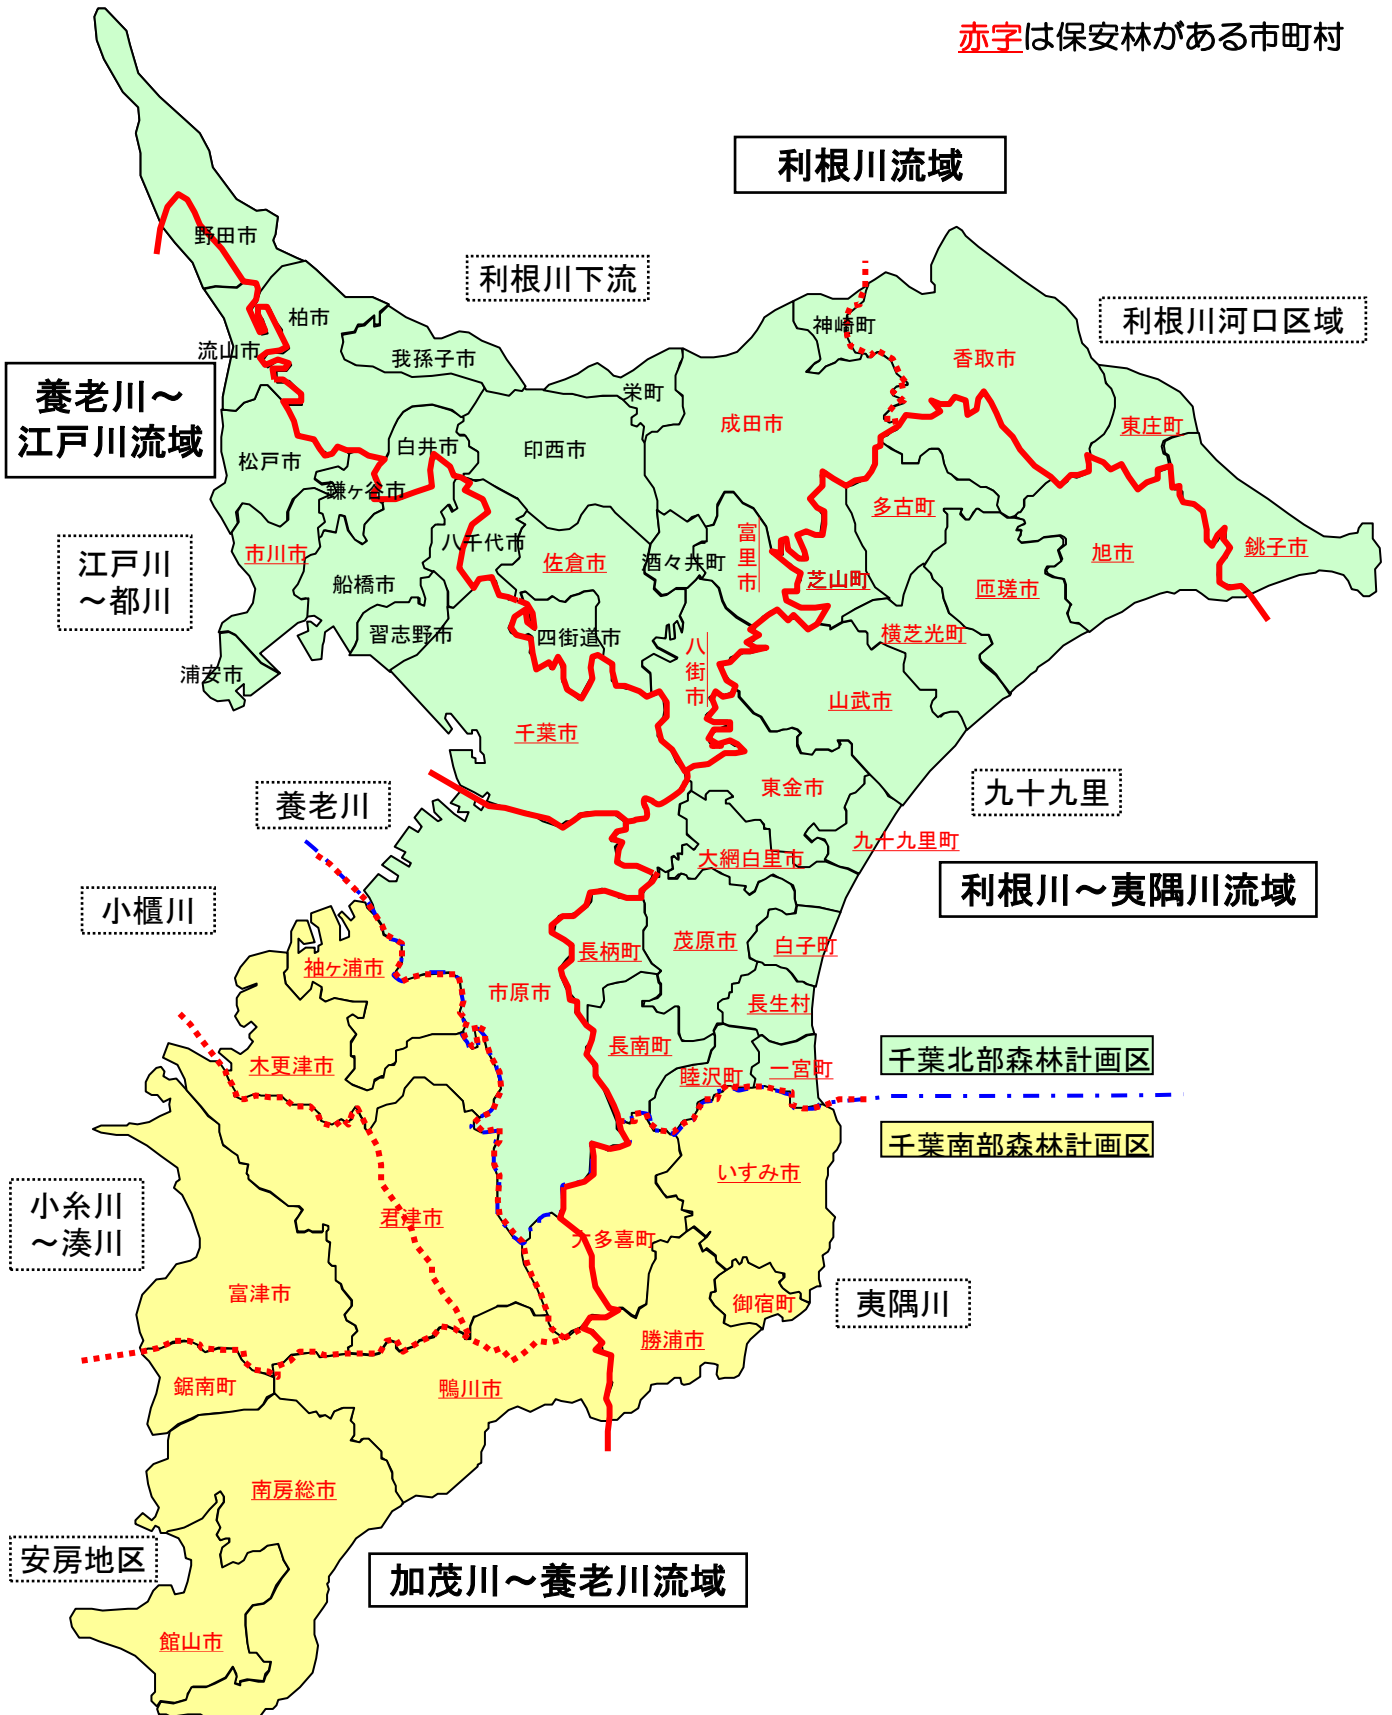 赤字は保安林がある市町村
利根川流域
野田市
利根川下流
柏市
神崎町
利根川河口区域
流山市
我孫子市
香取市
養老川～
江戸川流域
栄町
成田市
東庄町
白井市
印西市
松戸市
鎌ヶ谷市
多古町
富
里
市
八千代市
市川市
江戸川
～都川
佐倉市
酒々井町
旭市
銚子市
船橋市
芝山町
匝瑳市
習志野市
四街道市
横芝光町
八
街
市
浦安市
山武市
千葉市
東金市
九十九里
養老川
九十九里町
大網白里市
利根川～夷隅川流域
小櫃川
茂原市
白子町
長柄町
袖ヶ浦市
市原市
長生村
長南町
千葉北部森林計画区
木更津市
睦沢町
一宮町
千葉南部森林計画区
いすみ市
小糸川
～湊川
君津市
大多喜町
富津市
御宿町
夷隅川
勝浦市
鋸南町
鴨川市
南房総市
安房地区
加茂川～養老川流域
館山市